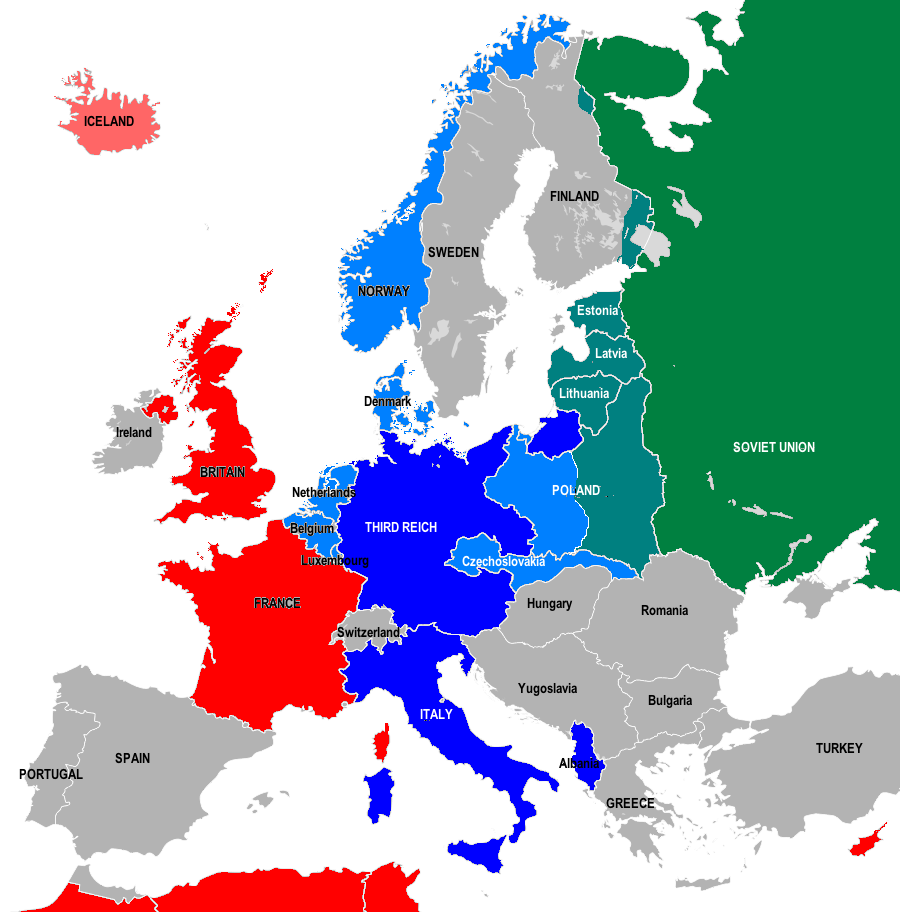 ICELAND
FINLAND
SWEDEN
NORWAY
Estonia
Latvia
Lithuania
Denmark
Ireland
SOVIET UNION
BRITAIN
Netherlands
POLAND
THIRD REICH
Belgium
Luxembourg
Czechoslovakia
FRANCE
Hungary
Romania
Switzerland
Yugoslavia
Bulgaria
ITALY
TURKEY
SPAIN
Albania
PORTUGAL
GREECE